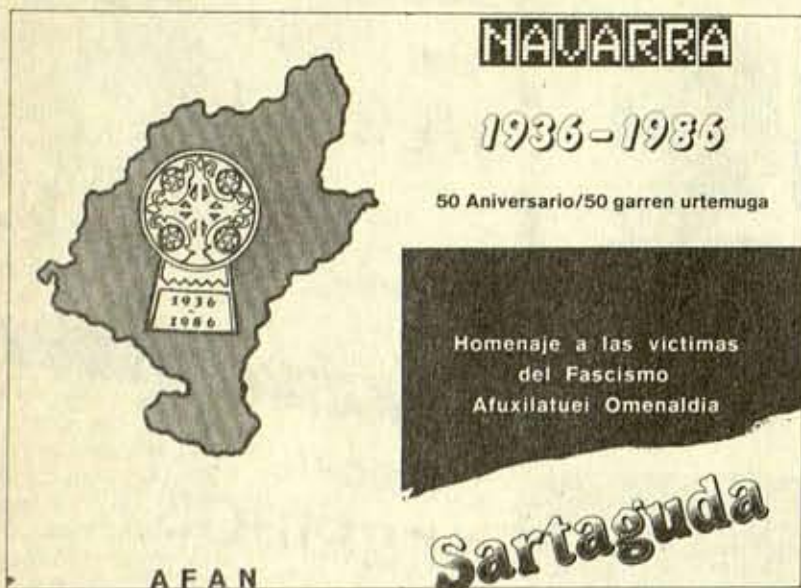 1936
-
1986
AFAN
NAVARRA
1936-1986
50 Aniversario/50 garren urtemuga
Homenaje a las victimas
del Fascismo
Afuxilatuei Omenaldia
Sartaguda